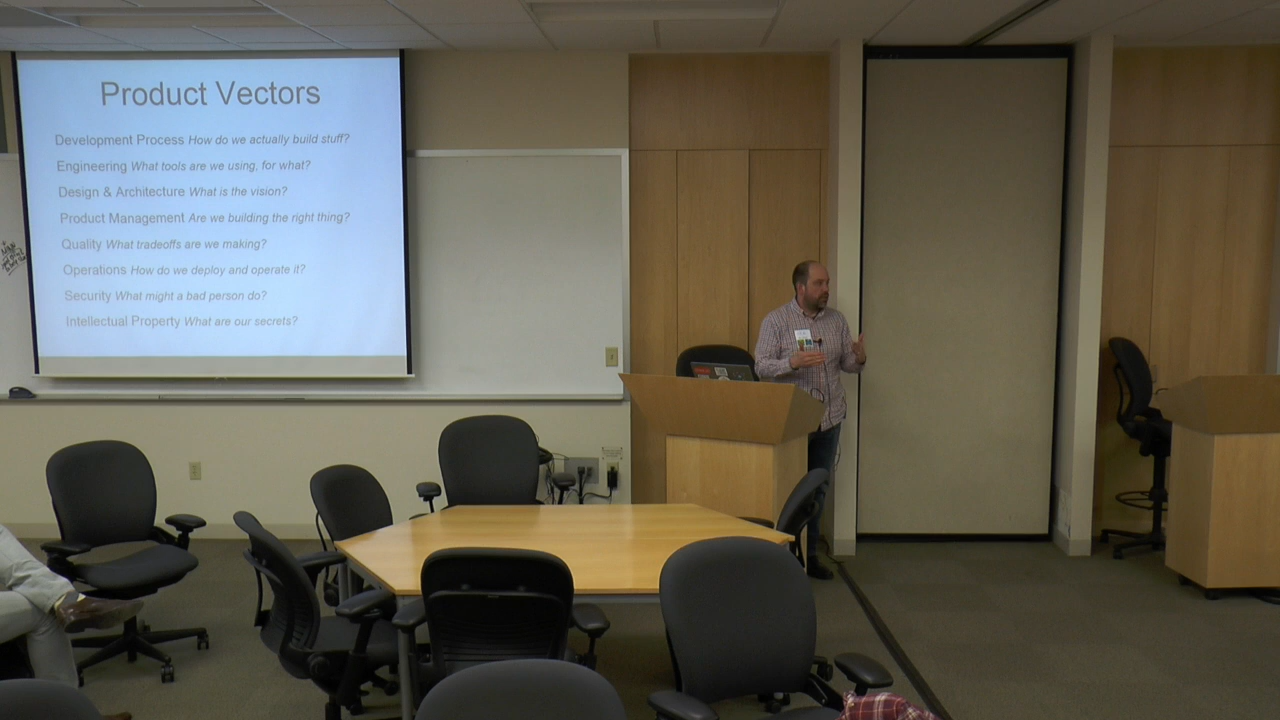 Product Vectors
Development Process How do we actually build stuff?
Engineering What tools are we using, for what?
Design & Architecture What is the vision?
Product Management Are we building the right thing?
Quality What tradeoffs are we making?
Operations How do we deploy and operate it?
Security What might a bad person do?
Intellectual Property What are our secrets?